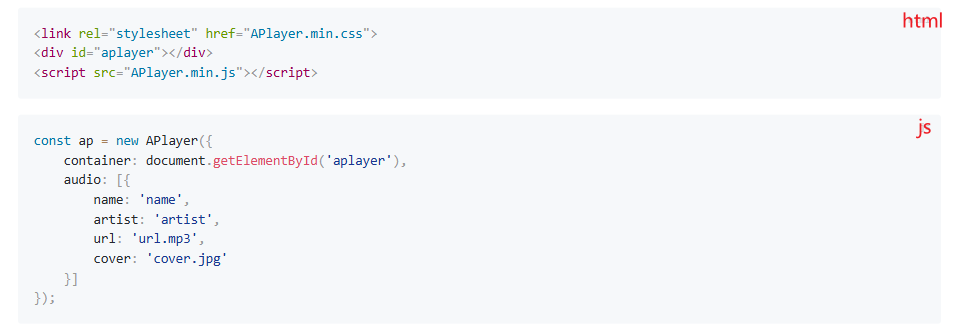 html
<link rel="stylesheet" href="APlayer.min.css">
<div id="aplayer"></div>
<script src="APlayer.min.js"></script>
js
const ap = new APlayer({
    container: document.getElementById('aplayer'),
    audio: [{
        name: 'name',
        artist: 'artist',
        url: 'url.mp3',
        cover: 'cover.jpg'
    }]
});